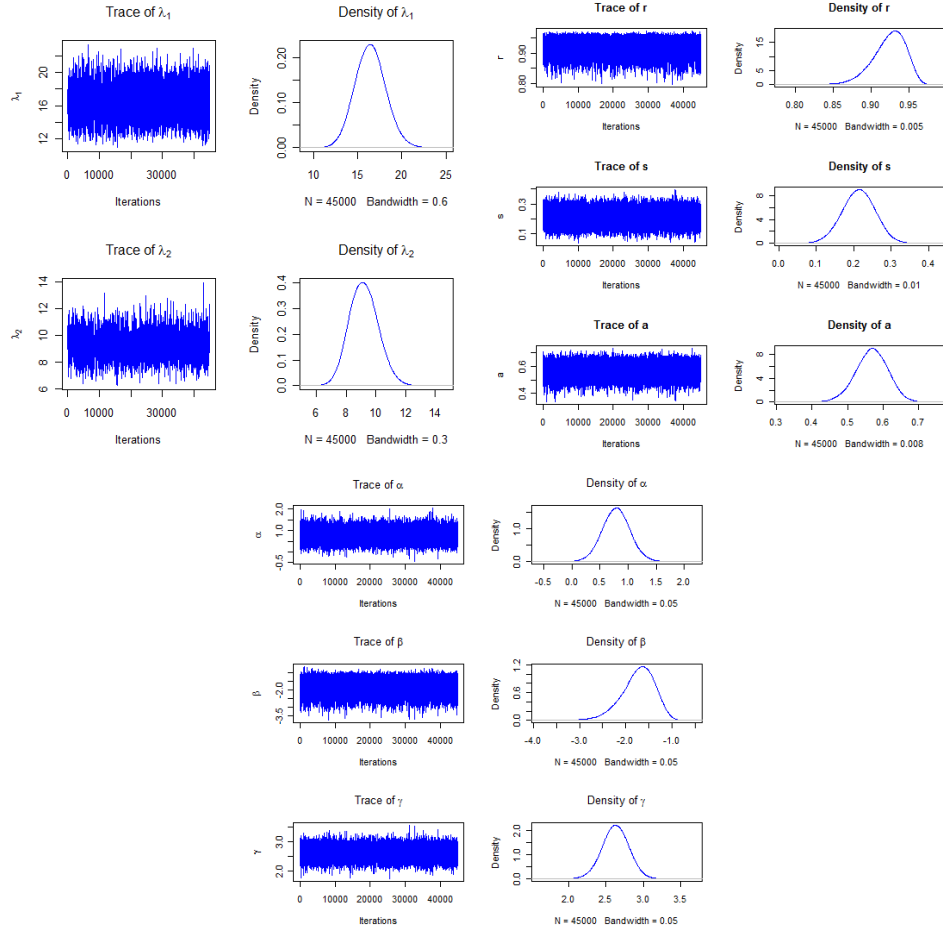 Trace of λ1
λ1
12 14 16 18 20
0 10000 30000
Iterations
Density of λ1
Density
0.00 0.10 0.20
10 15 20 25
N = 45000 Bandwidth = 0.6
Trace of λ2
λ2
6 8 10 12 14
0 10000 30000
Iterations
Density of λ2
Density
0.0 0.1 0.2 0.3 0.4
6 8 10 12 14
N = 45000 Bandwidth = 0.3
Trace of r
r
0.80 0.90
0 10000 20000 30000 40000
Iterations
Density of r
Density
0 5 15
0.80 0.85 0.90 0.95
N = 45000 Bandwidth = 0.005
Trace of s
s
0.1 0.3
0 10000 20000 30000 40000
Iterations
Density of s
Density
0 4 8
0.0 0.1 0.2 0.3 0.4
N = 45000 Bandwidth = 0.01
Trace of a
a
0.4 0.6
0 10000 20000 30000 40000
Iterations
Density of a
Density
0 4 8
0.3 0.4 0.5 0.6 0.7
N = 45000 Bandwidth = 0.008
Trace of α
α
-0.5 1.0 2.0
0 10000 20000 30000 40000
Iterations
Density of α
Density
0.0 1.0
-0.5 0.0 0.5 1.0 1.5 2.0
N = 45000 Bandwidth = 0.05
Trace of β
β
-3.5 -2.0
0 10000 20000 30000 40000
Iterations
Density of β
Density
0.0 0.6 1.2
-4.0 -3.0 -2.0 -1.0
N = 45000 Bandwidth = 0.05
Trace of γ
γ
2.0 3.0
0 10000 20000 30000 40000
Iterations
Density of γ
Density
0.0 1.0 2.0
2.0 2.5 3.0 3.5
N = 45000 Bandwidth = 0.05